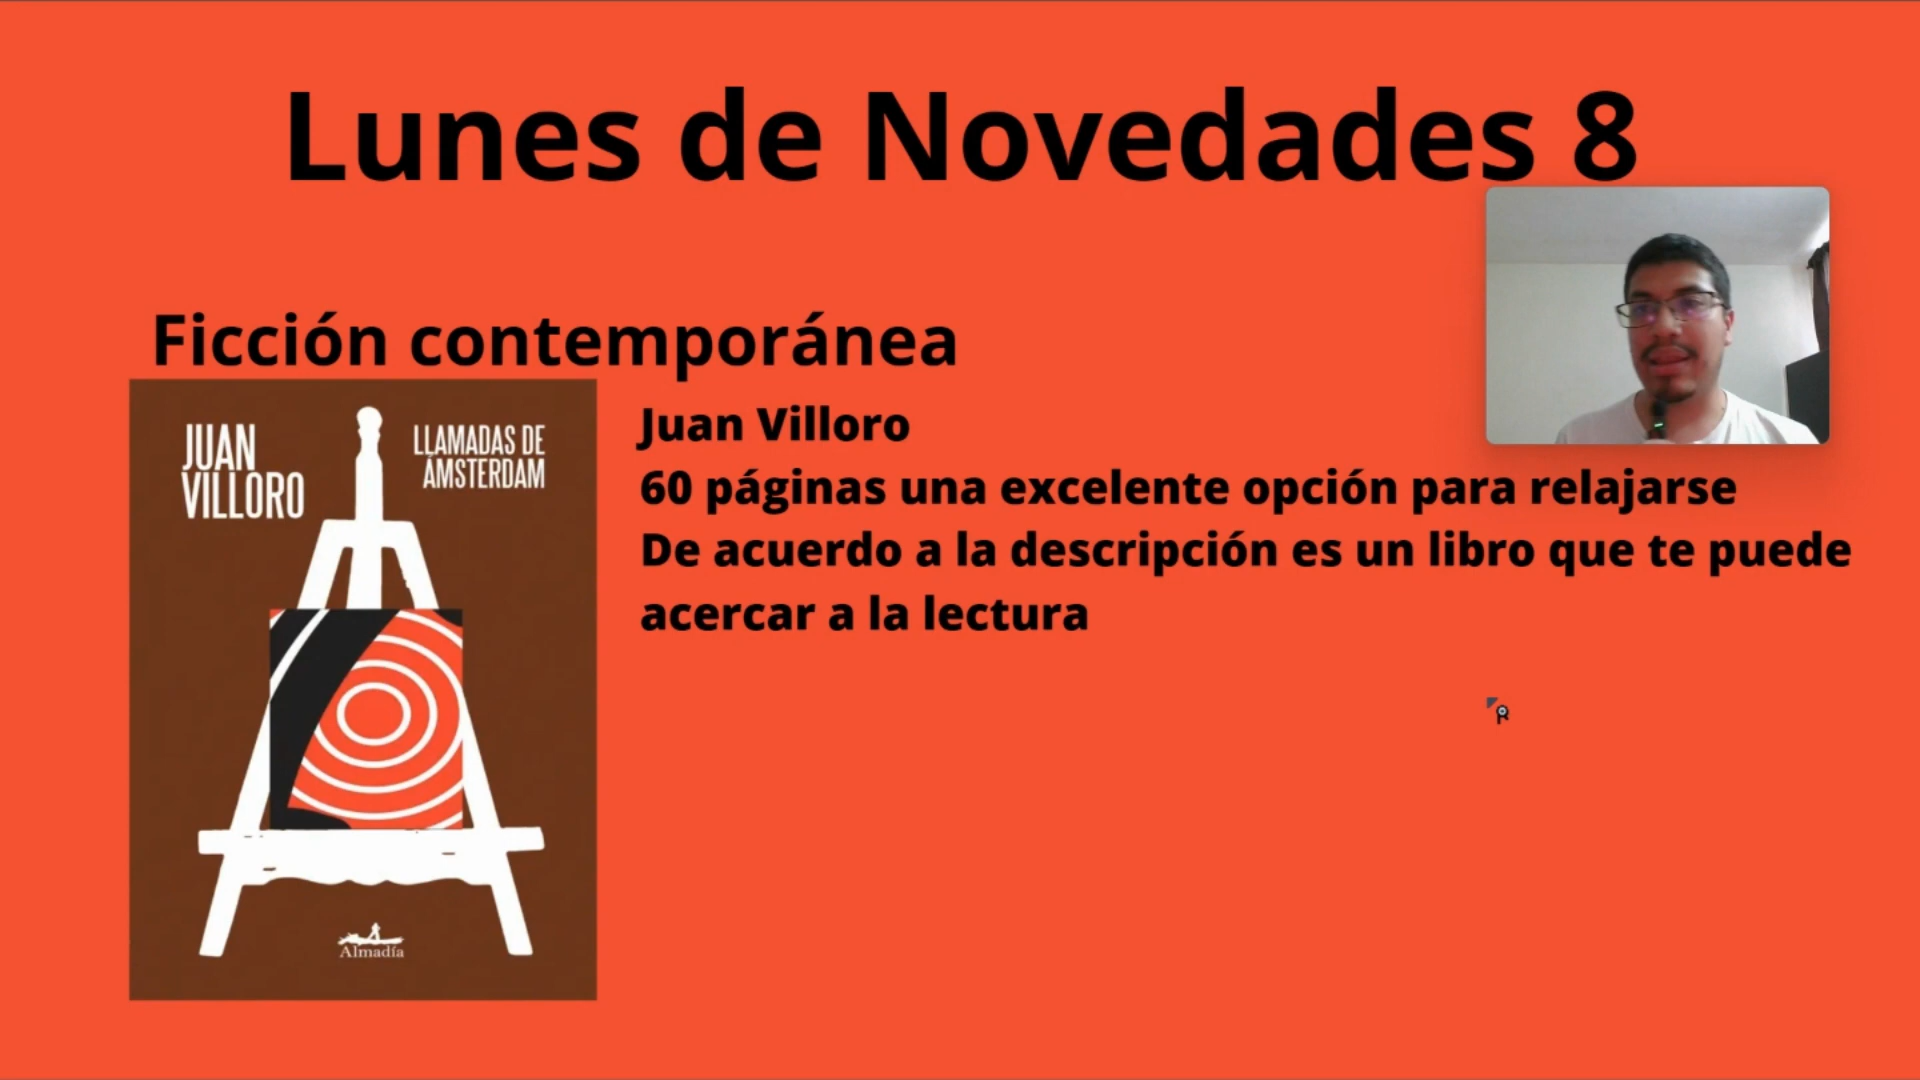 Lunes de Novedades 8
Ficción contemporánea
JUAN
VILLORO
LLAMADAS DE
ÁMSTERDAM
Almadía
Juan Villoro
60 páginas una excelente opción para relajarse
De acuerdo a la descripción es un libro que te puede
acercar a la lectura